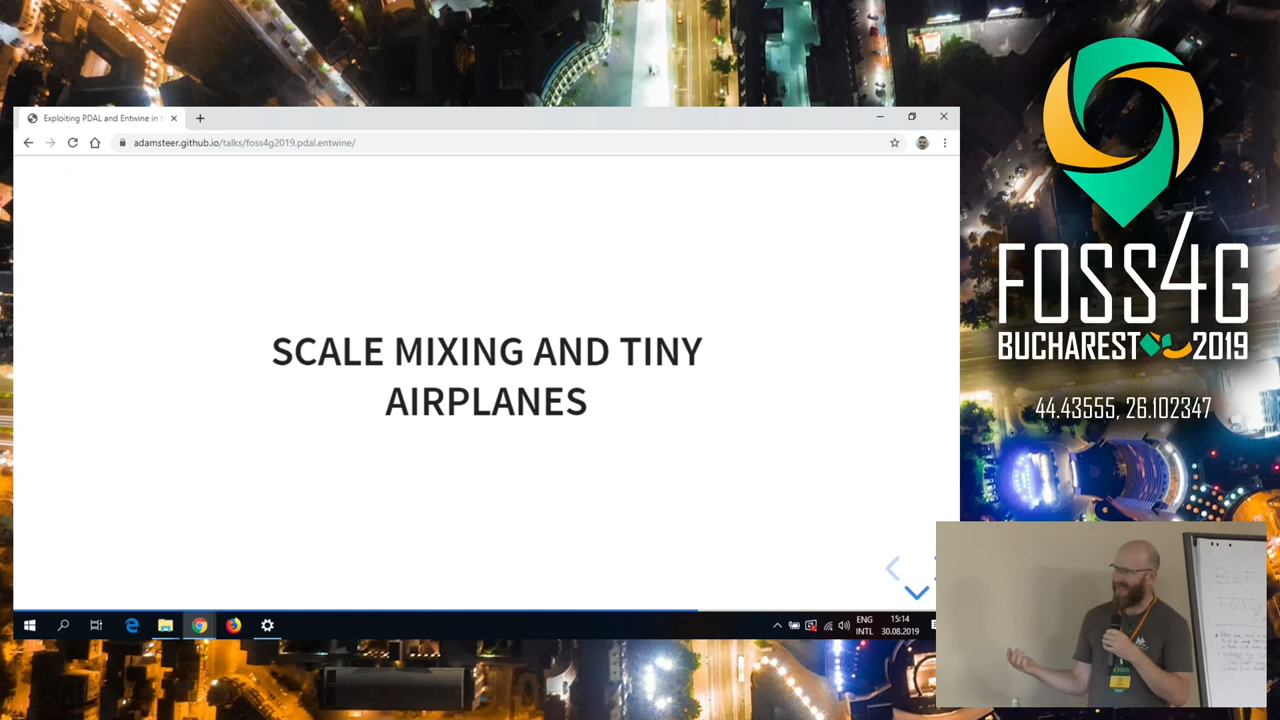 Exploiting PDAL and Entwine in
adamsteer.github.io/talks/foss4g2019.pdal.entwine/
SCALE MIXING AND TINY
AIRPLANES
ENG
INTL
15:14
30.08.2019
FOSS4G
BUCHAREST 2019
44.43555, 26.102347
BoF